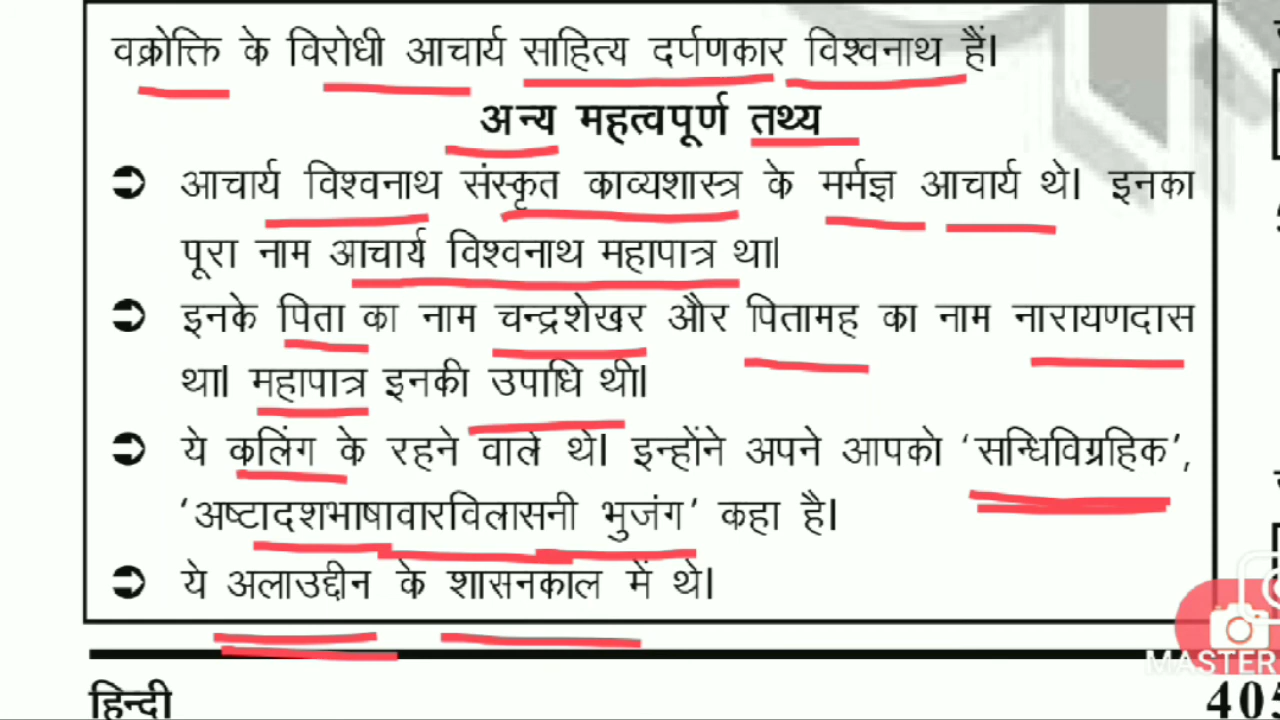 वक्रोक्ति के विरोधी आचार्य साहित्य दर्पणकार विश्वनाथ हैं।
अन्य महत्वपूर्ण तथ्य
➲ आचार्य विश्वनाथ संस्कृत काव्यशास्त्र के मर्मज्ञ आचार्य थे। इनका
पूरा नाम आचार्य विश्वनाथ महापात्र था।
➲ इनके पिता का नाम चन्द्रशेखर और पितामह का नाम नारायणदास
था। महापात्र इनकी उपाधि थी।
➲ ये कलिंग के रहने वाले थे। इन्होंने अपने आपको ‘सन्धिविग्रहिक’,
‘अष्टादशभाषावारविलासनी भुजंग’ कहा है।
➲ ये अलाउद्दीन के शासनकाल में थे।
MASTER
हिन्दी
405